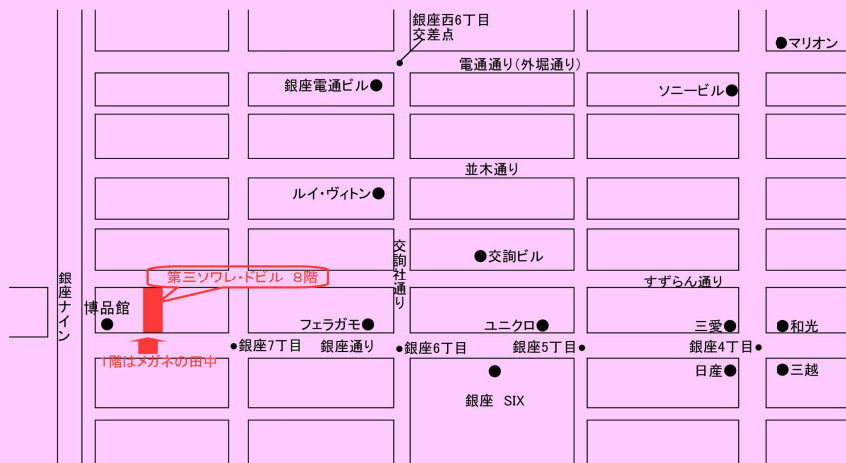 銀座西6丁目
交差点
マリオン
電通通り(外堀通り)
銀座電通ビル
ソニービル
並木通り
ルイ・ヴィトン
交詢社通り
交詢ビル
銀座ナイン
第三ソワレ・ドビル 8階
すずらん通り
博品館
フェラガモ
ユニクロ
三愛
和光
銀座7丁目
銀座通り
銀座6丁目
銀座5丁目
銀座4丁目
1階はメガネの田中
日産
三越
銀座 SIX